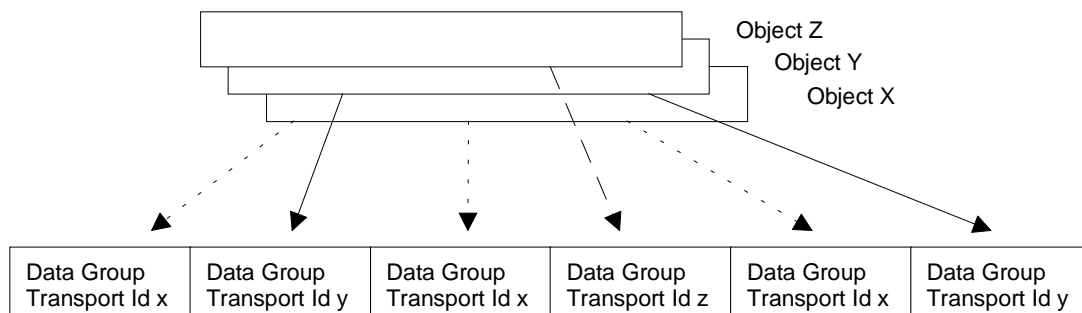 Object Z
Object Y
Object X
Data Group
Transport Id x
Data Group
Transport Id y
Data Group
Transport Id x
Data Group
Transport Id z
Data Group
Transport Id x
Data Group
Transport Id y